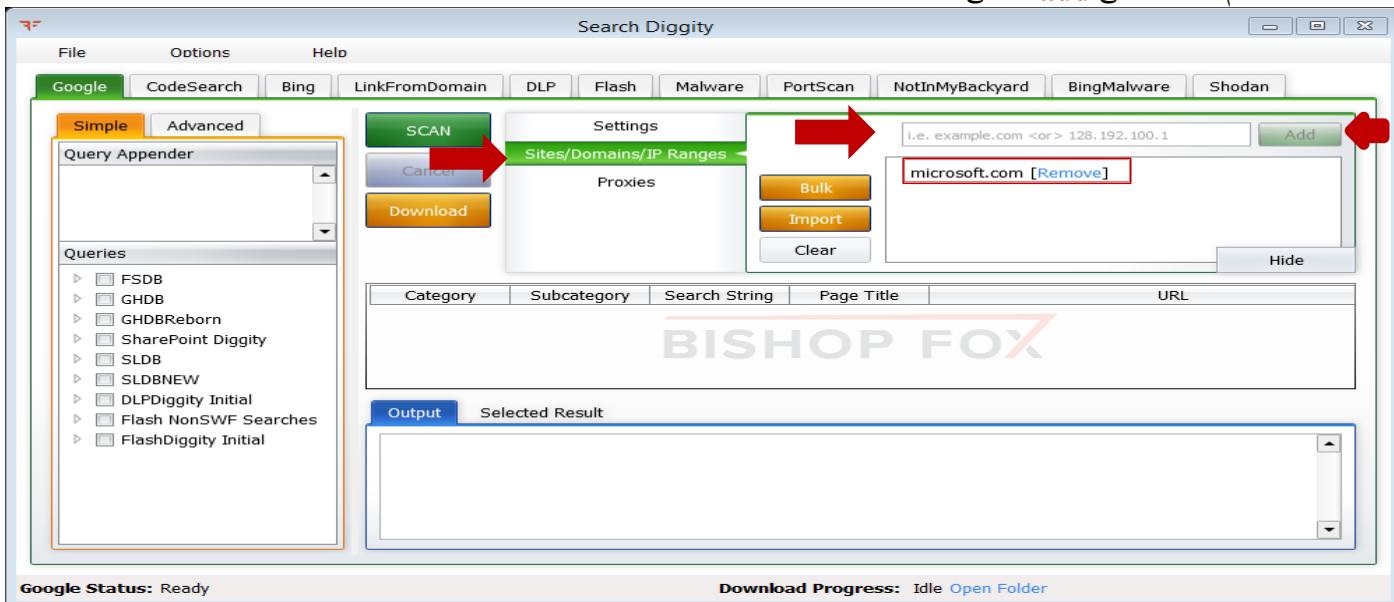 Search Diggity
File Options Help
Google CodeSearch Bing LinkFromDomain DLP Flash Malware PortScan NotInMyBackyard BingMalware Shodan
Simple Advanced
Query Appender
Queries
FSDB
GHDB
GHDBReborn
SharePoint Diggity
SLDB
SLDBNEW
DLPDiggity Initial
Flash NonSWF Searches
FlashDiggity Initial
SCAN
Cancel
Download
Settings
Sites/Domains/IP Ranges
Proxies
i.e. example.com <or> 128.192.100.1 Add
microsoft.com [Remove]
Bulk
Import
Clear
Hide
Category Subcategory Search String Page Title URL
BISHOP FOX
Output Selected Result
Google Status: Ready Download Progress: Idle Open Folder